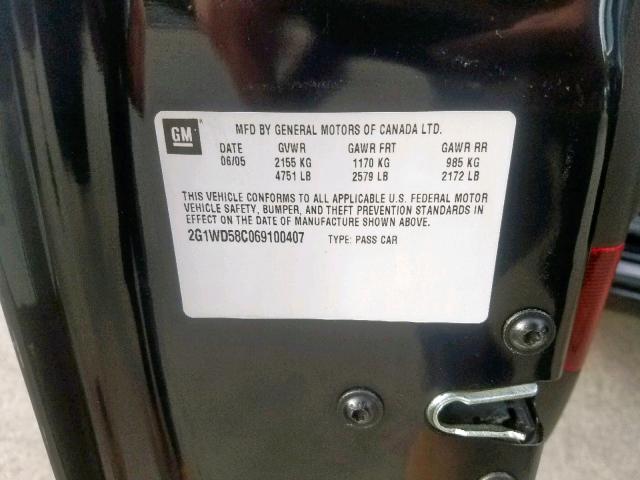 GM
MFD BY GENERAL MOTORS OF CANADA LTD.
DATE GVWR GAWR FRT GAWR RR
06/05 2155 KG 1170 KG 985 KG
4751 LB 2579 LB 2172 LB
THIS VEHICLE CONFORMS TO ALL APPLICABLE U.S. FEDERAL MOTOR
VEHICLE SAFETY, BUMPER, AND THEFT PREVENTION STANDARDS IN
EFFECT ON THE DATE OF MANUFACTURE SHOWN ABOVE.
2G1WD58C069100407 TYPE: PASS CAR